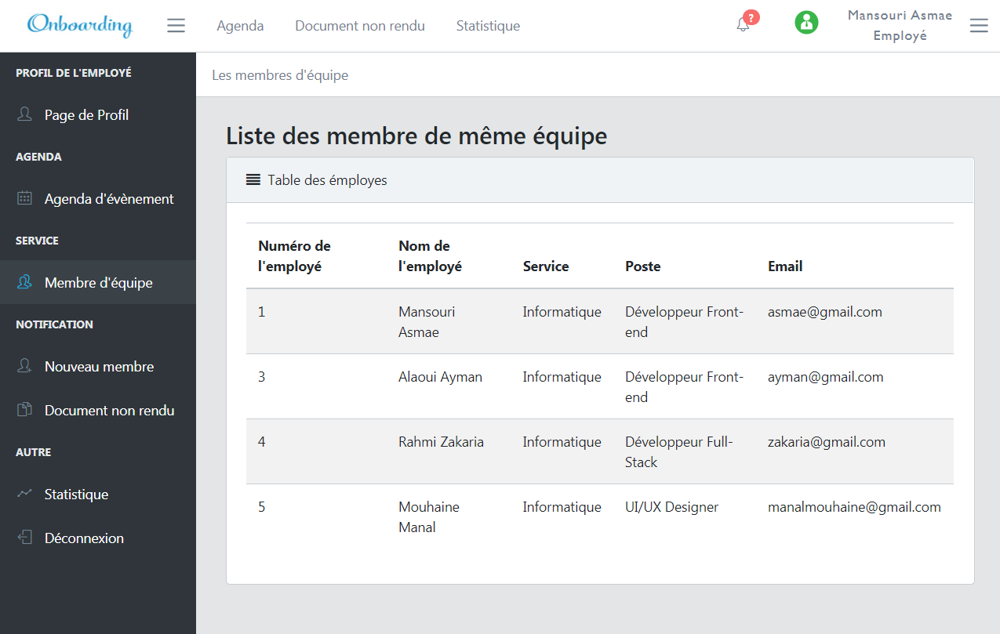 Onboarding
Agenda
Document non rendu
Statistique
?
Mansouri Asmae
Employé
PROFIL DE L'EMPLOYÉ
Page de Profil
AGENDA
Agenda d'évènement
SERVICE
Membre d'équipe
NOTIFICATION
Nouveau membre
Document non rendu
AUTRE
Statistique
Déconnexion
Les membres d'équipe
Liste des membre de même équipe
Table des émployes
Numéro de l'employé Nom de l'employé Service Poste Email
1 Mansouri Asmae Informatique Développeur Front-end asmae@gmail.com
3 Alaoui Ayman Informatique Développeur Front-end ayman@gmail.com
4 Rahmi Zakaria Informatique Développeur Full-Stack zakaria@gmail.com
5 Mouhaine Manal Informatique UI/UX Designer manalmouhaine@gmail.com